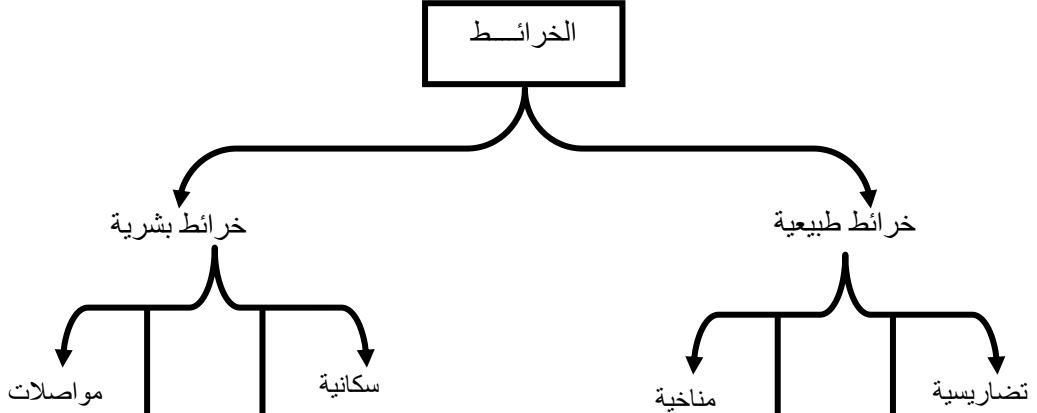 الخرائـــط
خرائط طبيعية
خرائط بشرية
تضاريسية
مناخية
سكانية
مواصلات